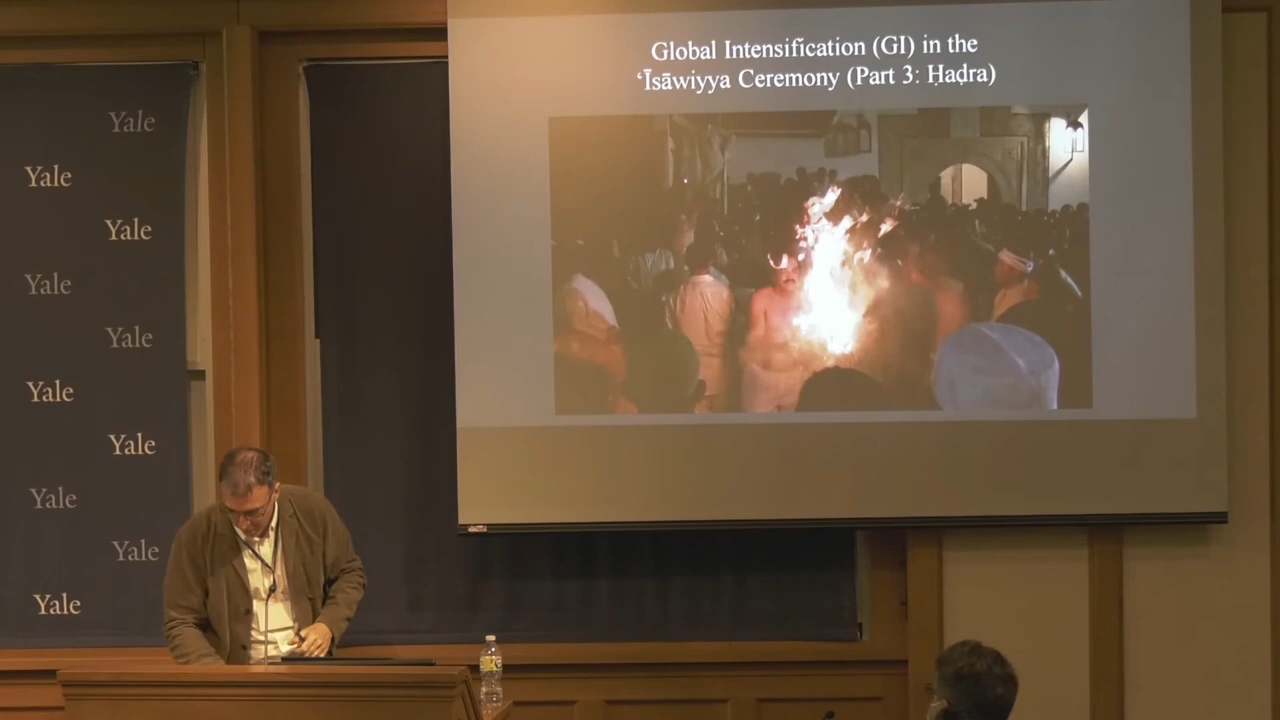 Global Intensification (GI) in the
ʿĪsāwiyya Ceremony (Part 3: Ḥaḍra)
Yale
Yale
Yale
Yale
Yale
Yale
Yale
Yale
Yale
Yale